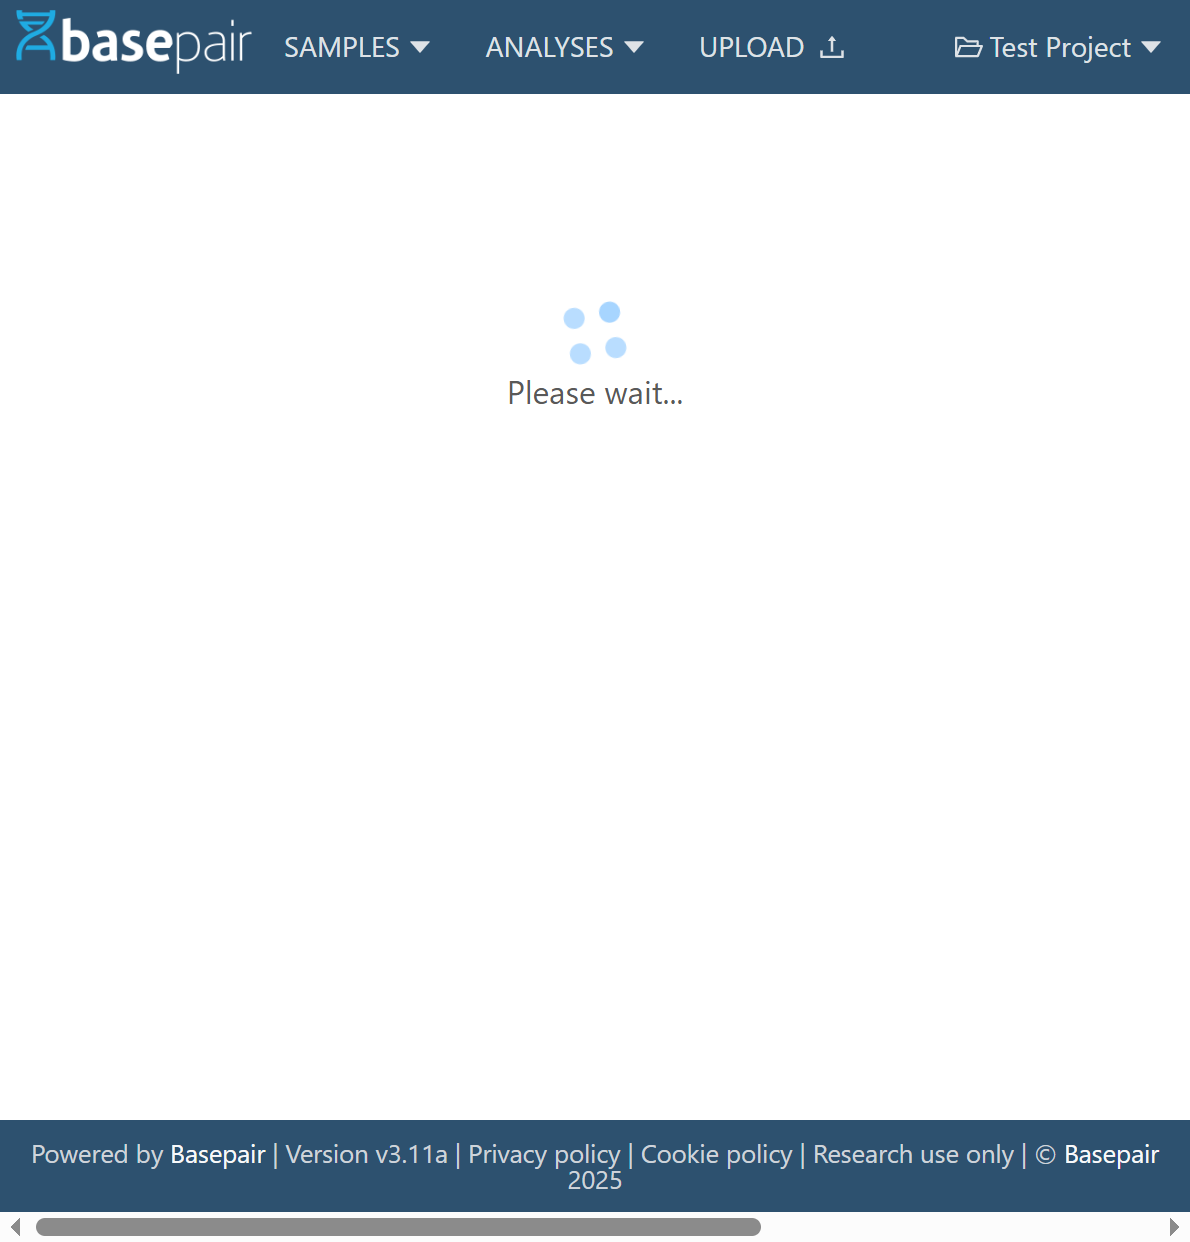 basepair SAMPLES ANALYSES UPLOAD Test Project
Please wait...
Powered by Basepair | Version v3.11a | Privacy policy | Cookie policy | Research use only | © Basepair
2025